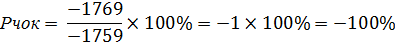 Рчок = −1769 / −1759 × 100% = −1 × 100% = −100%